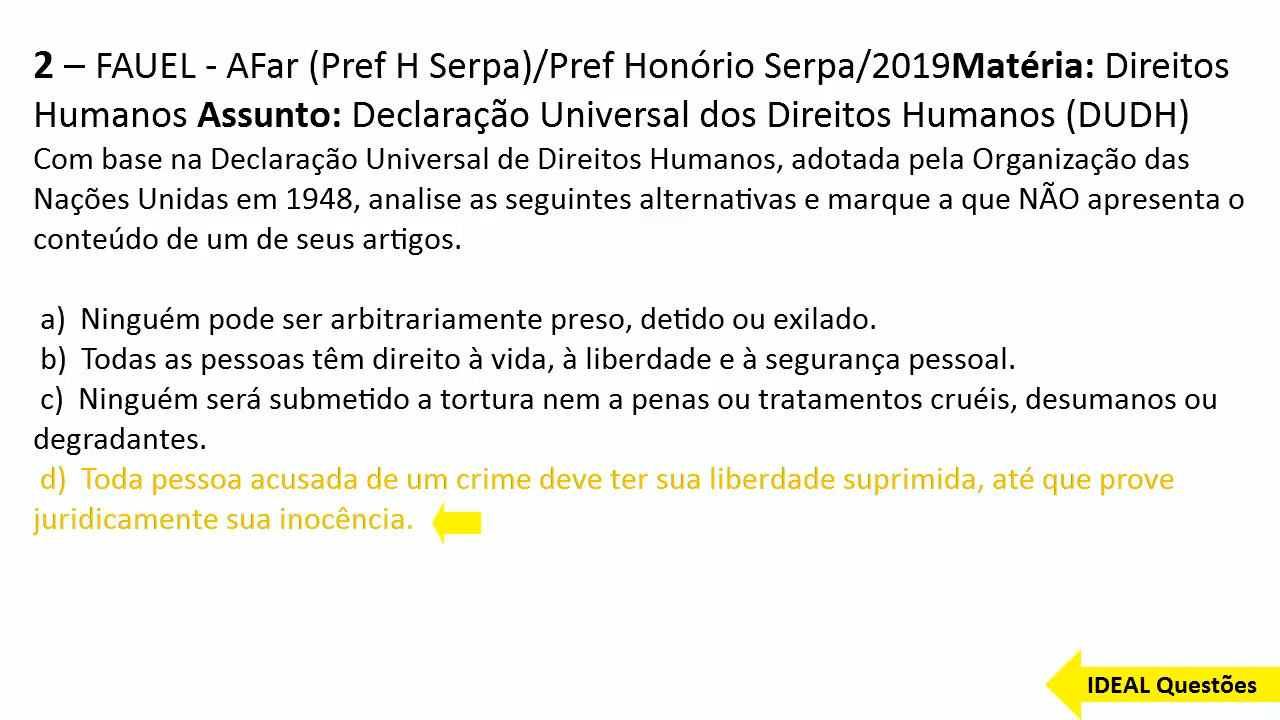 2 – FAUEL - AFar (Pref H Serpa)/Pref Honório Serpa/2019Matéria: Direitos
Humanos Assunto: Declaração Universal dos Direitos Humanos (DUDH)
Com base na Declaração Universal de Direitos Humanos, adotada pela Organização das
Nações Unidas em 1948, analise as seguintes alternativas e marque a que NÃO apresenta o
conteúdo de um de seus artigos.
a) Ninguém pode ser arbitrariamente preso, detido ou exilado.
b) Todas as pessoas têm direito à vida, à liberdade e à segurança pessoal.
c) Ninguém será submetido a tortura nem a penas ou tratamentos cruéis, desumanos ou
degradantes.
d) Toda pessoa acusada de um crime deve ter sua liberdade suprimida, até que prove
juridicamente sua inocência.
IDEAL Questões